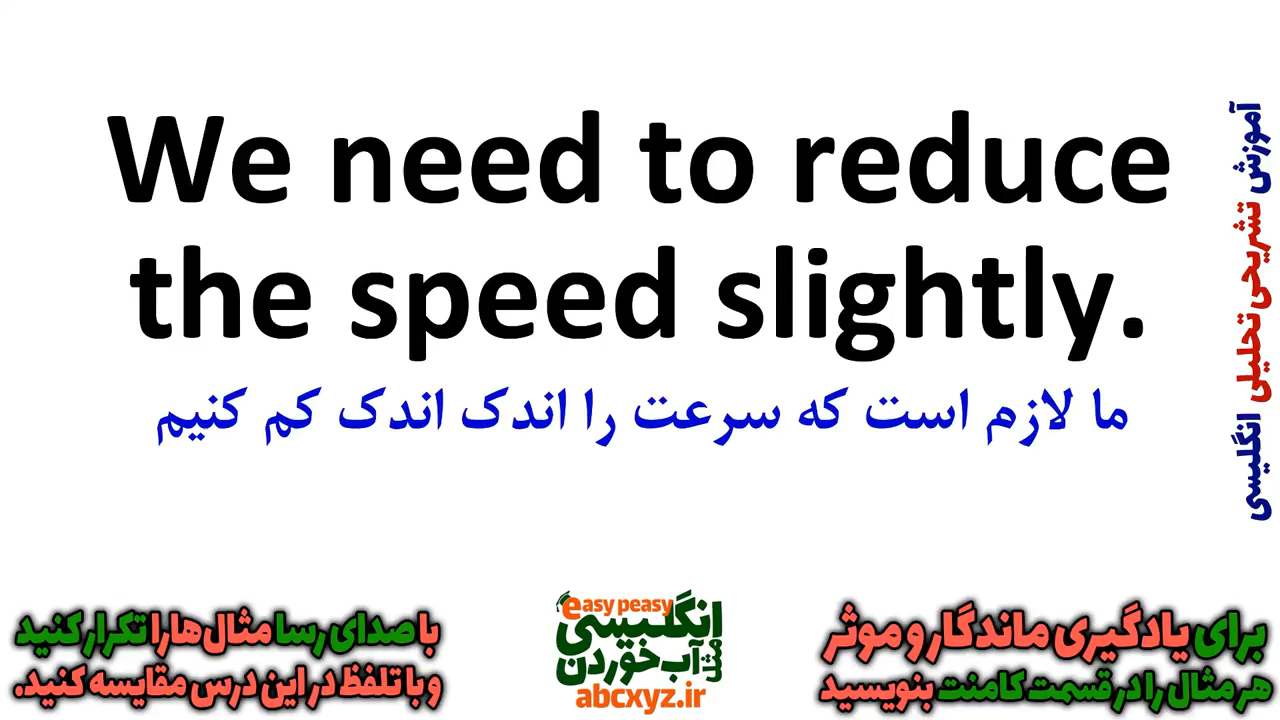 We need to reduce
the speed slightly.
ما لازم است که سرعت را اندک اندک کم کنیم
آموزش تشریحی تحلیلی انگلیسی
برای یادگیری ماندگار و موثر
هر مثال را در قسمت کامنت بنویسید
easy peasy
انگلیسی
مثل آب خوردن
abcxyz.ir
با صدای رسا مثال‌ها را تکرار کنید
و با تلفظ در این درس مقایسه کنید.